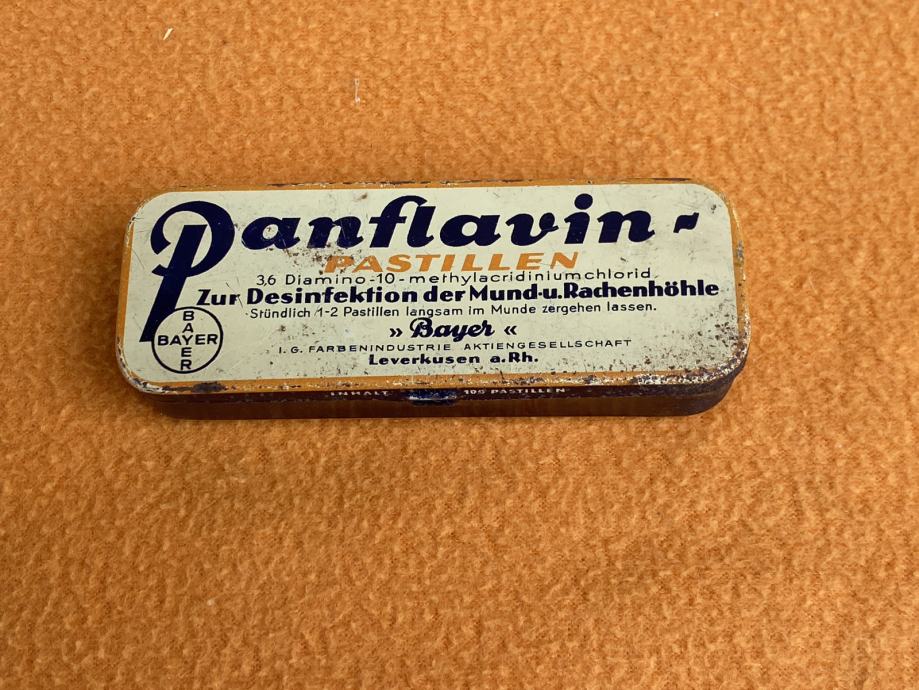 Panflavin-
PASTILLEN
3,6 Diamino-10-methylacridiniumchlorid
Zur Desinfektion der Mund-u.Rachenhöhle
Stündlich 1-2 Pastillen langsam im Munde zergehen lassen.
» Bayer «
I. G. FARBENINDUSTRIE AKTIENGESELLSCHAFT
Leverkusen a.Rh.
BAYER
BAYER
INHALT PASTILLEN